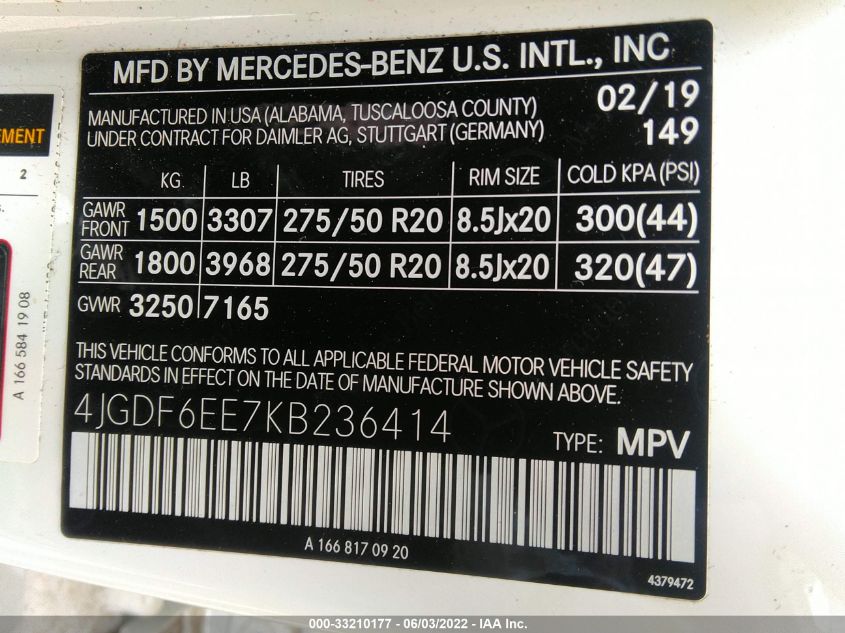 MFD BY MERCEDES-BENZ U.S. INTL., INC
MANUFACTURED IN USA (ALABAMA, TUSCALOOSA COUNTY) 02/19
UNDER CONTRACT FOR DAIMLER AG, STUTTGART (GERMANY) 149
KG LB TIRES RIM SIZE COLD KPA (PSI)
GAWR FRONT 1500 3307 275/50 R20 8.5Jx20 300(44)
GAWR REAR 1800 3968 275/50 R20 8.5Jx20 320(47)
GVWR 3250 7165
THIS VEHICLE CONFORMS TO ALL APPLICABLE FEDERAL MOTOR VEHICLE SAFETY
STANDARDS IN EFFECT ON THE DATE OF MANUFACTURE SHOWN ABOVE.
4JGDF6EE7KB236414 TYPE: MPV
A 166 817 09 20
4379472
EMENT
2
s.
A 166 584 19 08
000-33210177 - 06/03/2022 - IAA Inc.